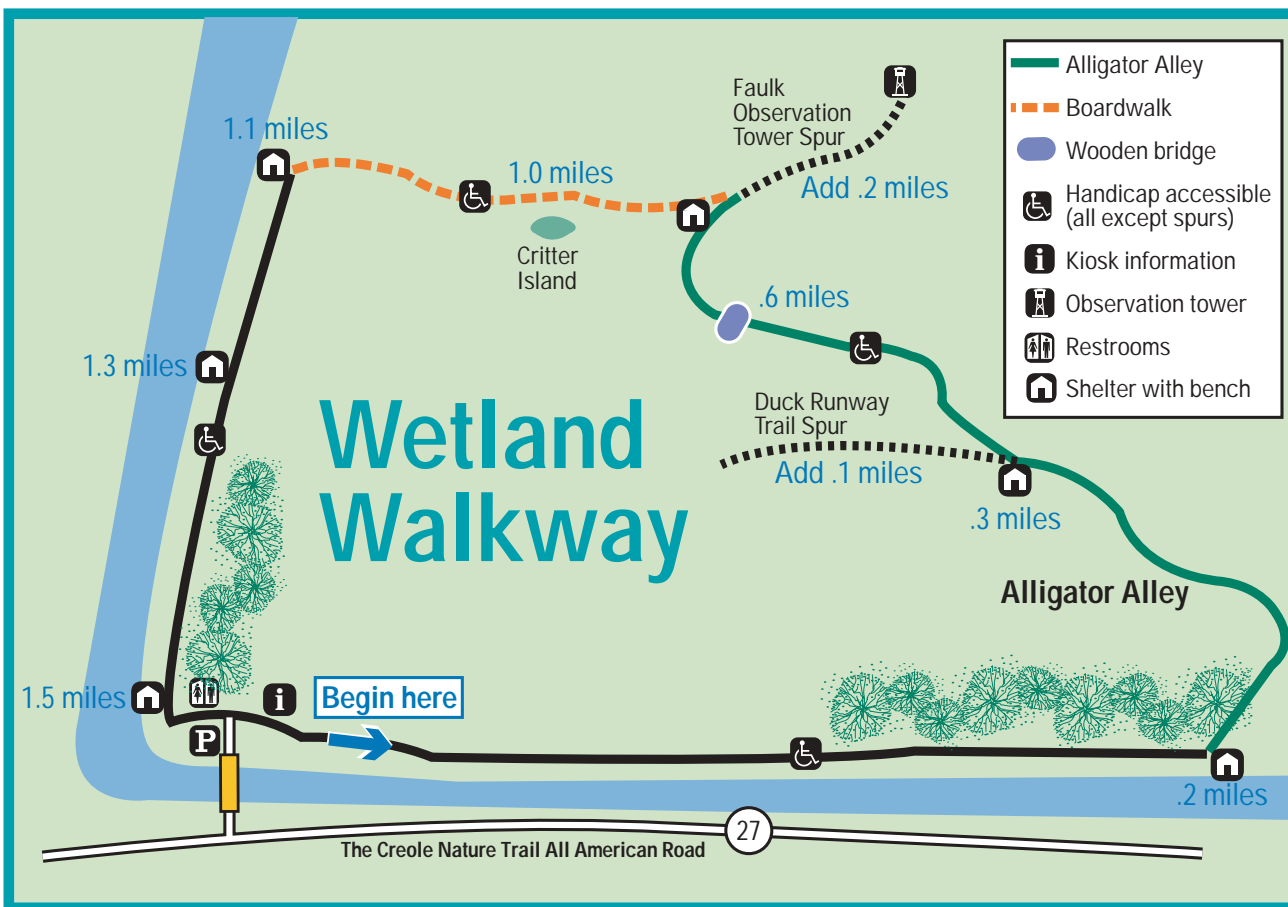 Alligator Alley
Boardwalk
Wooden bridge
Handicap accessible
(all except spurs)
i Kiosk information
Observation tower
Restrooms
Shelter with bench
Faulk
Observation
Tower Spur
1.1 miles
1.0 miles
Add .2 miles
Critter
Island
.6 miles
1.3 miles
Wetland
Walkway
Duck Runway
Trail Spur
Add .1 miles
.3 miles
Alligator Alley
1.5 miles
i
Begin here
P
.2 miles
27
The Creole Nature Trail All American Road